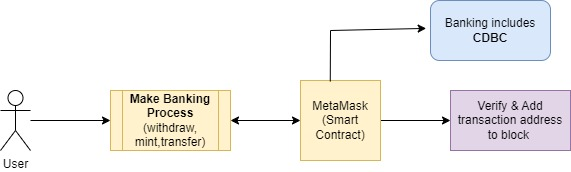 Banking includes
CDBC
Make Banking
Process
(withdraw,
mint,transfer)
MetaMask
(Smart
Contract)
Verify & Add
transaction address
to block
User